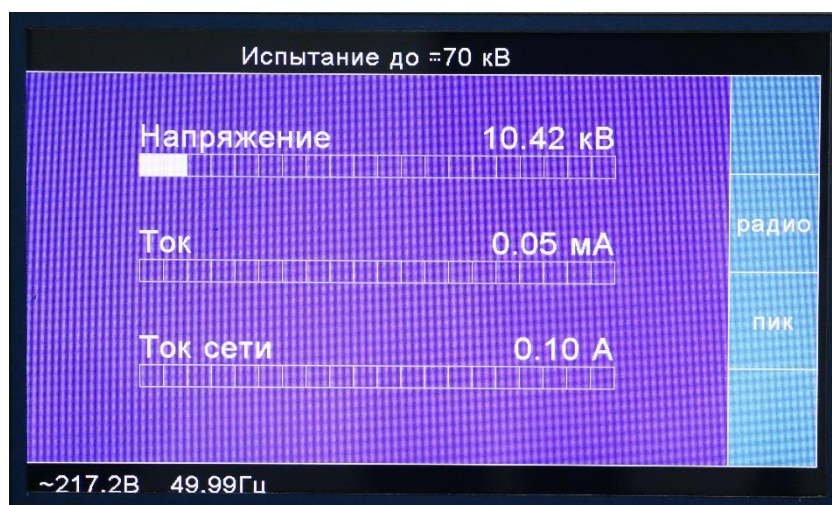 Испытание до =70 кВ
Напряжение 10.42 кВ
Ток 0.05 мА
Ток сети 0.10 А
радио
пик
~217.2В 49.99Гц